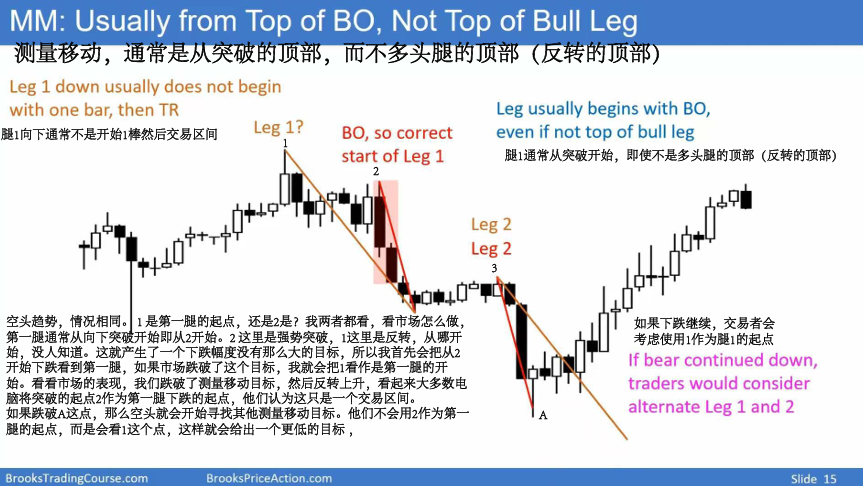 MM: Usually from Top of BO, Not Top of Bull Leg
测量移动，通常是从突破的顶部，而不多头腿的顶部（反转的顶部）
Leg 1 down usually does not begin
with one bar, then TR
腿1向下通常不是开始1棒然后交易区间
Leg 1?
1
BO, so correct
start of Leg 1
2
Leg usually begins with BO,
even if not top of bull leg
腿1通常从突破开始，即使不是多头腿的顶部（反转的顶部）
Leg 2
Leg 2
3
空头趋势，情况相同。1是第一腿的起点，还是2是？我两者都看，看市场怎么做，
第一腿通常从向下突破开始即从2开始。2这里是强势突破，1这里是反转，从哪开
始，没人知道。这就产生了一个下跌幅度没有那么大的目标，所以我首先会把从2
开始下跌看到第一腿，如果市场跌破了这个目标，我就会把1看作是第一腿的开
始。看看市场的表现，我们跌破了测量移动目标，然后反转上升，看起来大多数电
脑将突破的起点2作为第一腿下跌的起点，他们认为这只是一个交易区间。
如果跌破A这点，那么空头就会开始寻找其他测量移动目标。他们不会用2作为第一
腿的起点，而是会看1这个点，这样就会给出一个更低的目标，
A
如果下跌继续，交易者会
考虑使用1作为腿1的起点
If bear continued down,
traders would consider
alternate Leg 1 and 2
BrooksTradingCourse.com
BrooksPriceAction.com
Slide 15